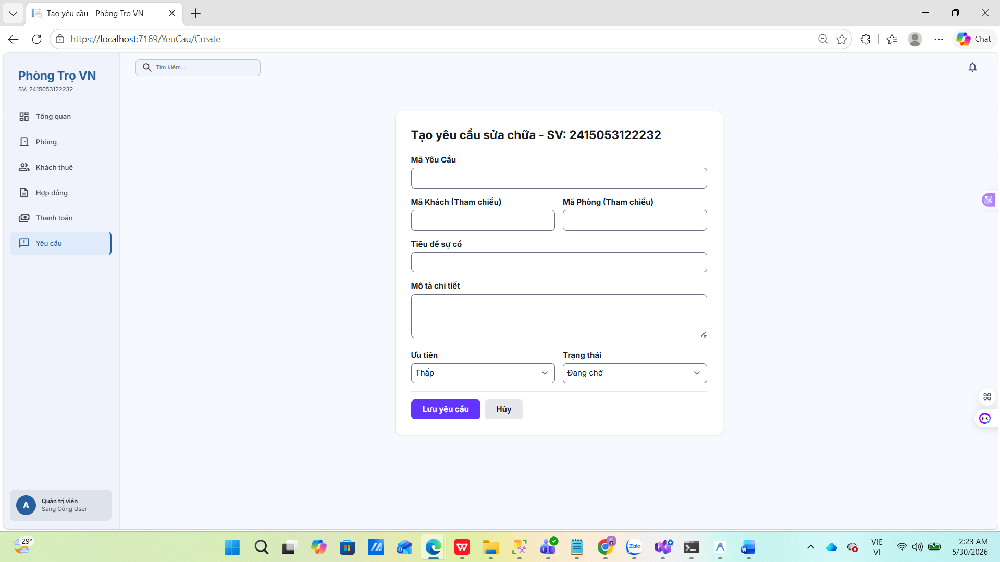 Tạo yêu cầu - Phòng Trọ VN
https://localhost:7169/YeuCau/Create
Chat
Phòng Trọ VN
SV: 2415053122232
Tìm kiếm...
Tổng quan
Phòng
Khách thuê
Hợp đồng
Thanh toán
Yêu cầu
Tạo yêu cầu sửa chữa - SV: 2415053122232
Mã Yêu Cầu
Mã Khách (Tham chiếu) Mã Phòng (Tham chiếu)
Tiêu đề sự cố
Mô tả chi tiết
Ưu tiên Trạng thái
Thấp Đang chờ
Lưu yêu cầu Hủy
A
Quản trị viên
Sang Cổng User
29°
Zalo
VIE
VI
2:23 AM
5/30/2026